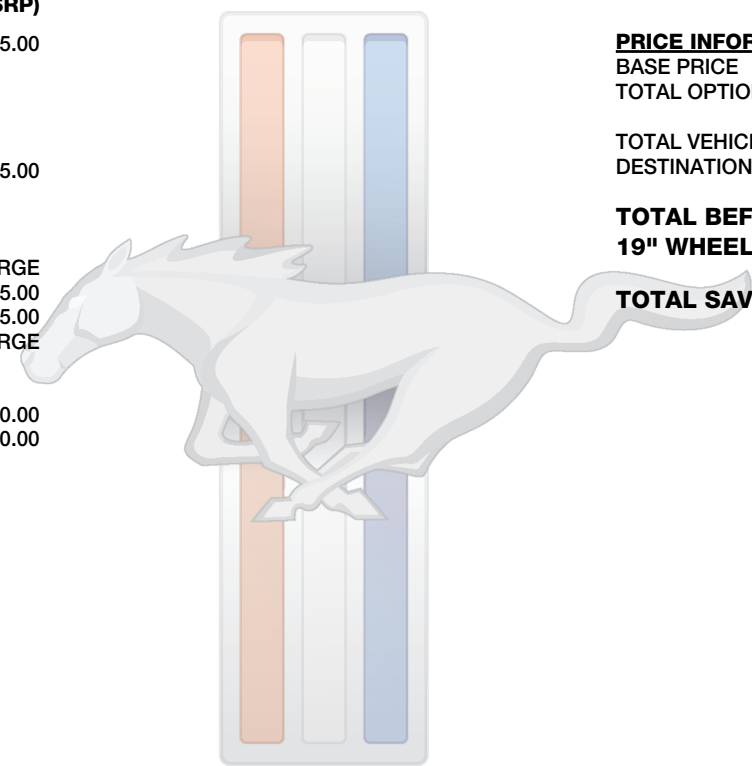 SRP)
5.00
5.00
RGE
5.00
5.00
RGE
0.00
0.00
PRICE INFOR
BASE PRICE
TOTAL OPTIO
TOTAL VEHICL
DESTINATION
TOTAL BEF
19" WHEEL
TOTAL SAV